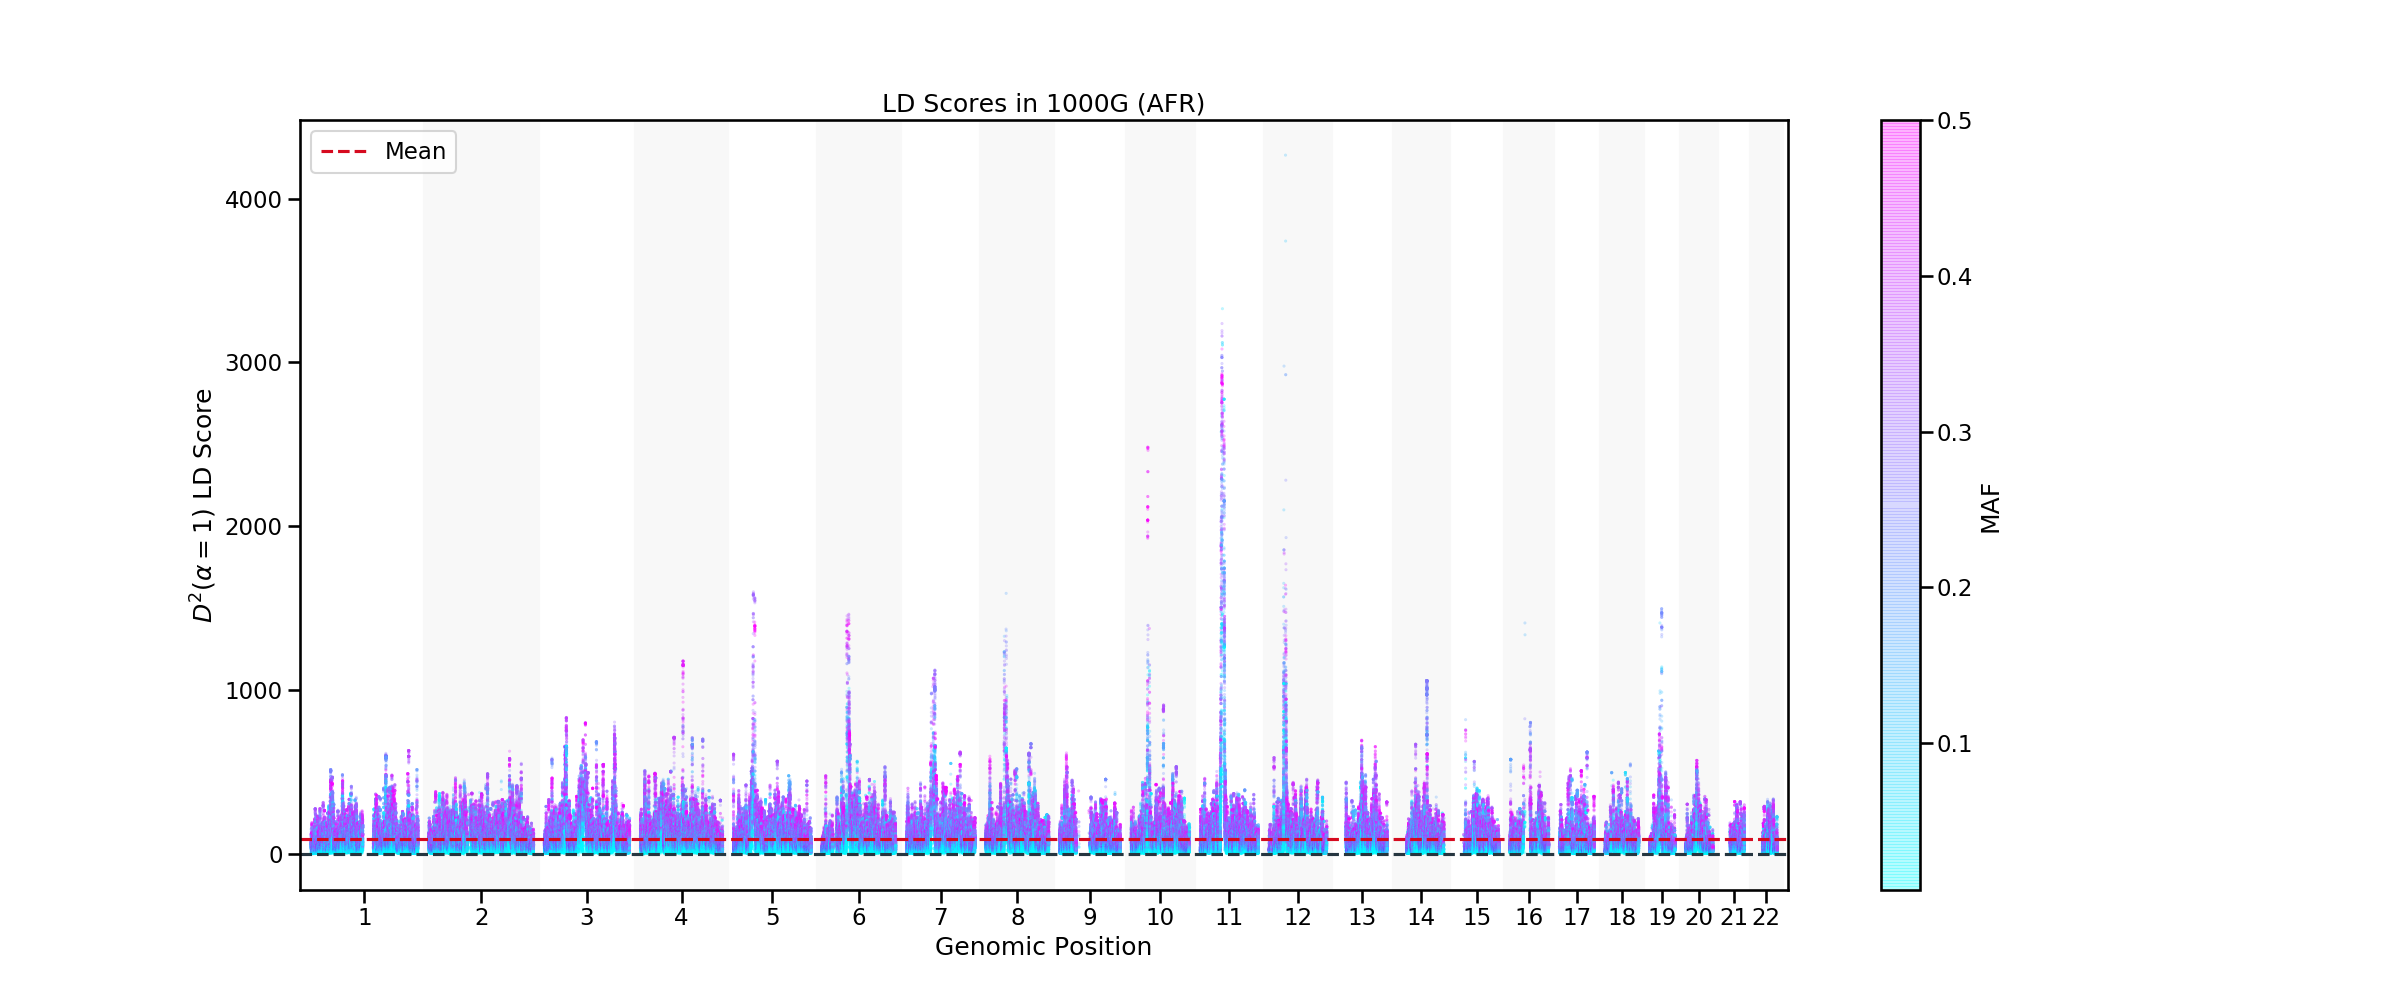 LD Scores in 1000G (AFR)
Mean
4000
3000
2000
1000
0
D²(α = 1) LD Score
1 2 3 4 5 6 7 8 9 10 11 12 13 14 15 16 17 18 19 20 21 22
Genomic Position
0.5
0.4
0.3
0.2
0.1
MAF